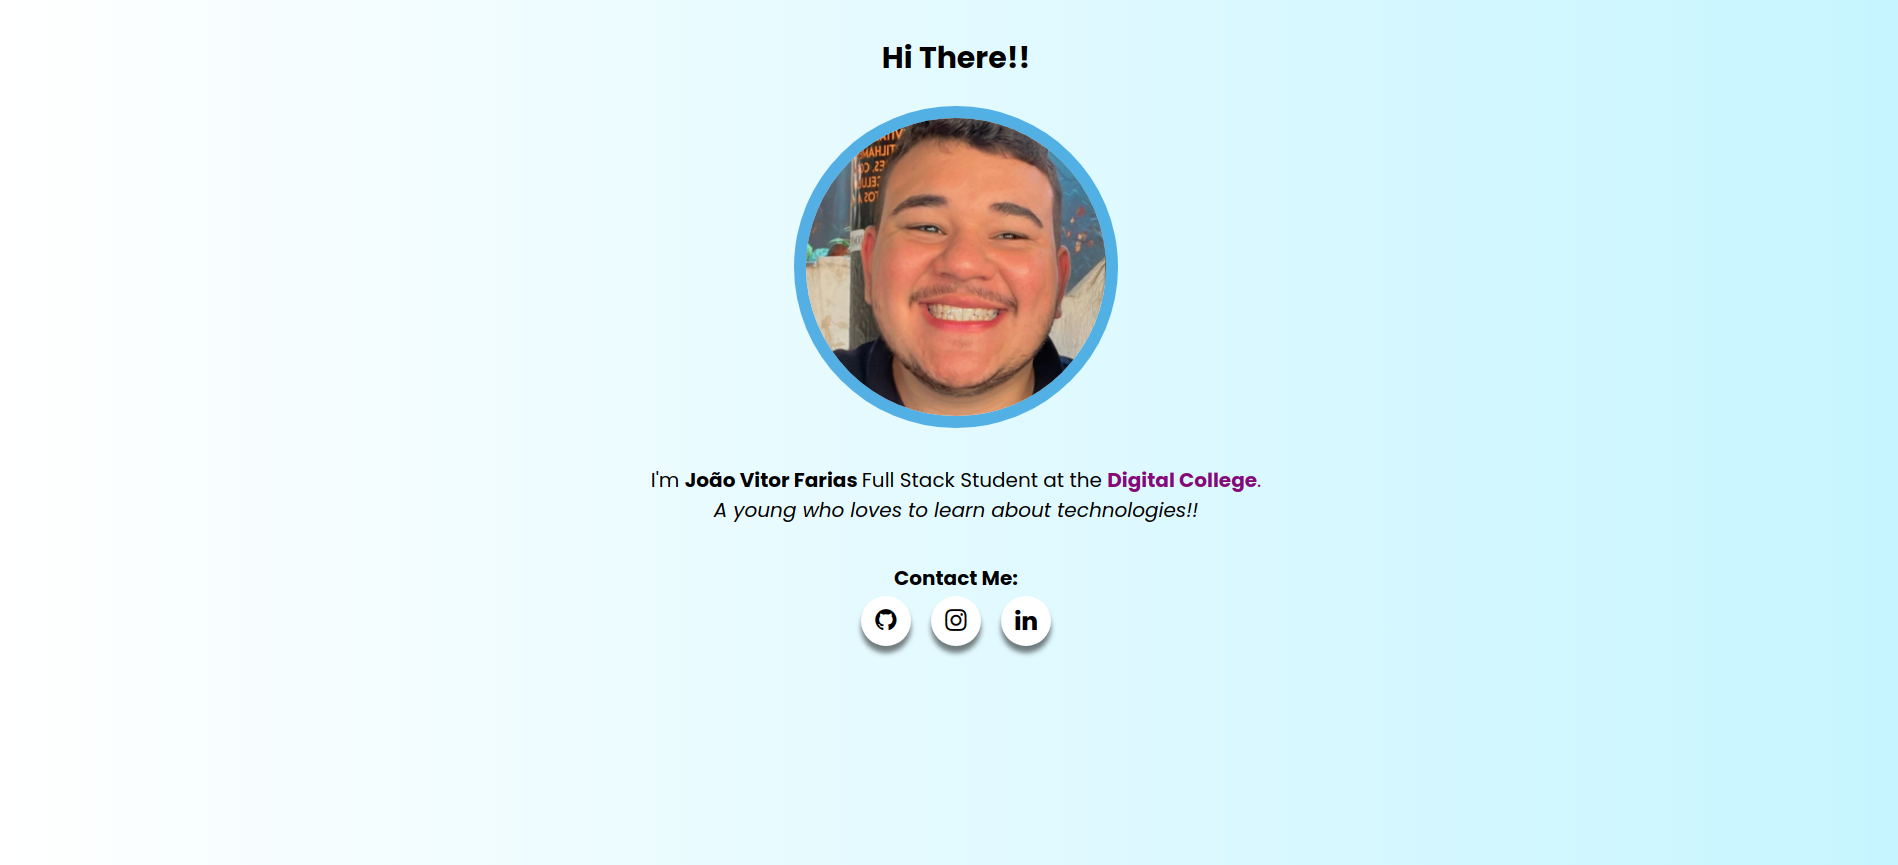 Hi There!!
I'm João Vitor Farias Full Stack Student at the Digital College.
A young who loves to learn about technologies!!
Contact Me:
in